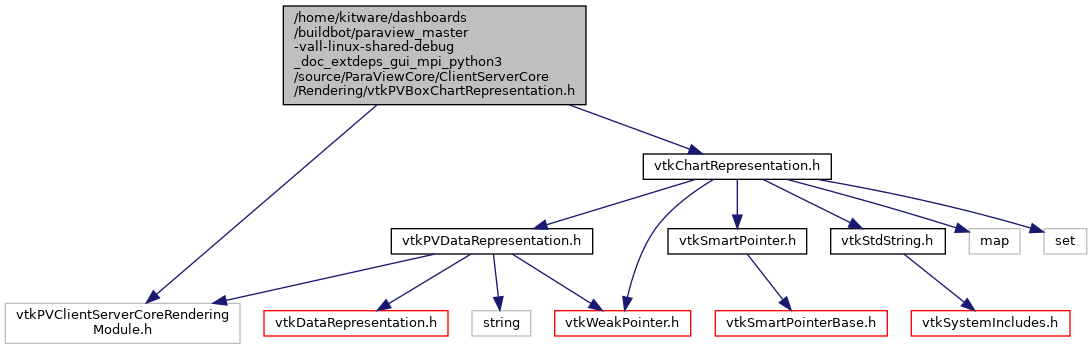 /home/kitware/dashboards
/buildbot/paraview_master
-vall-linux-shared-debug
_doc_extdeps_gui_mpi_python3
/source/ParaViewCore/ClientServerCore
/Rendering/vtkPVBoxChartRepresentation.h
vtkChartRepresentation.h
vtkPVDataRepresentation.h
vtkSmartPointer.h
vtkStdString.h
map
set
vtkPVClientServerCoreRendering
Module.h
vtkDataRepresentation.h
string
vtkWeakPointer.h
vtkSmartPointerBase.h
vtkSystemIncludes.h